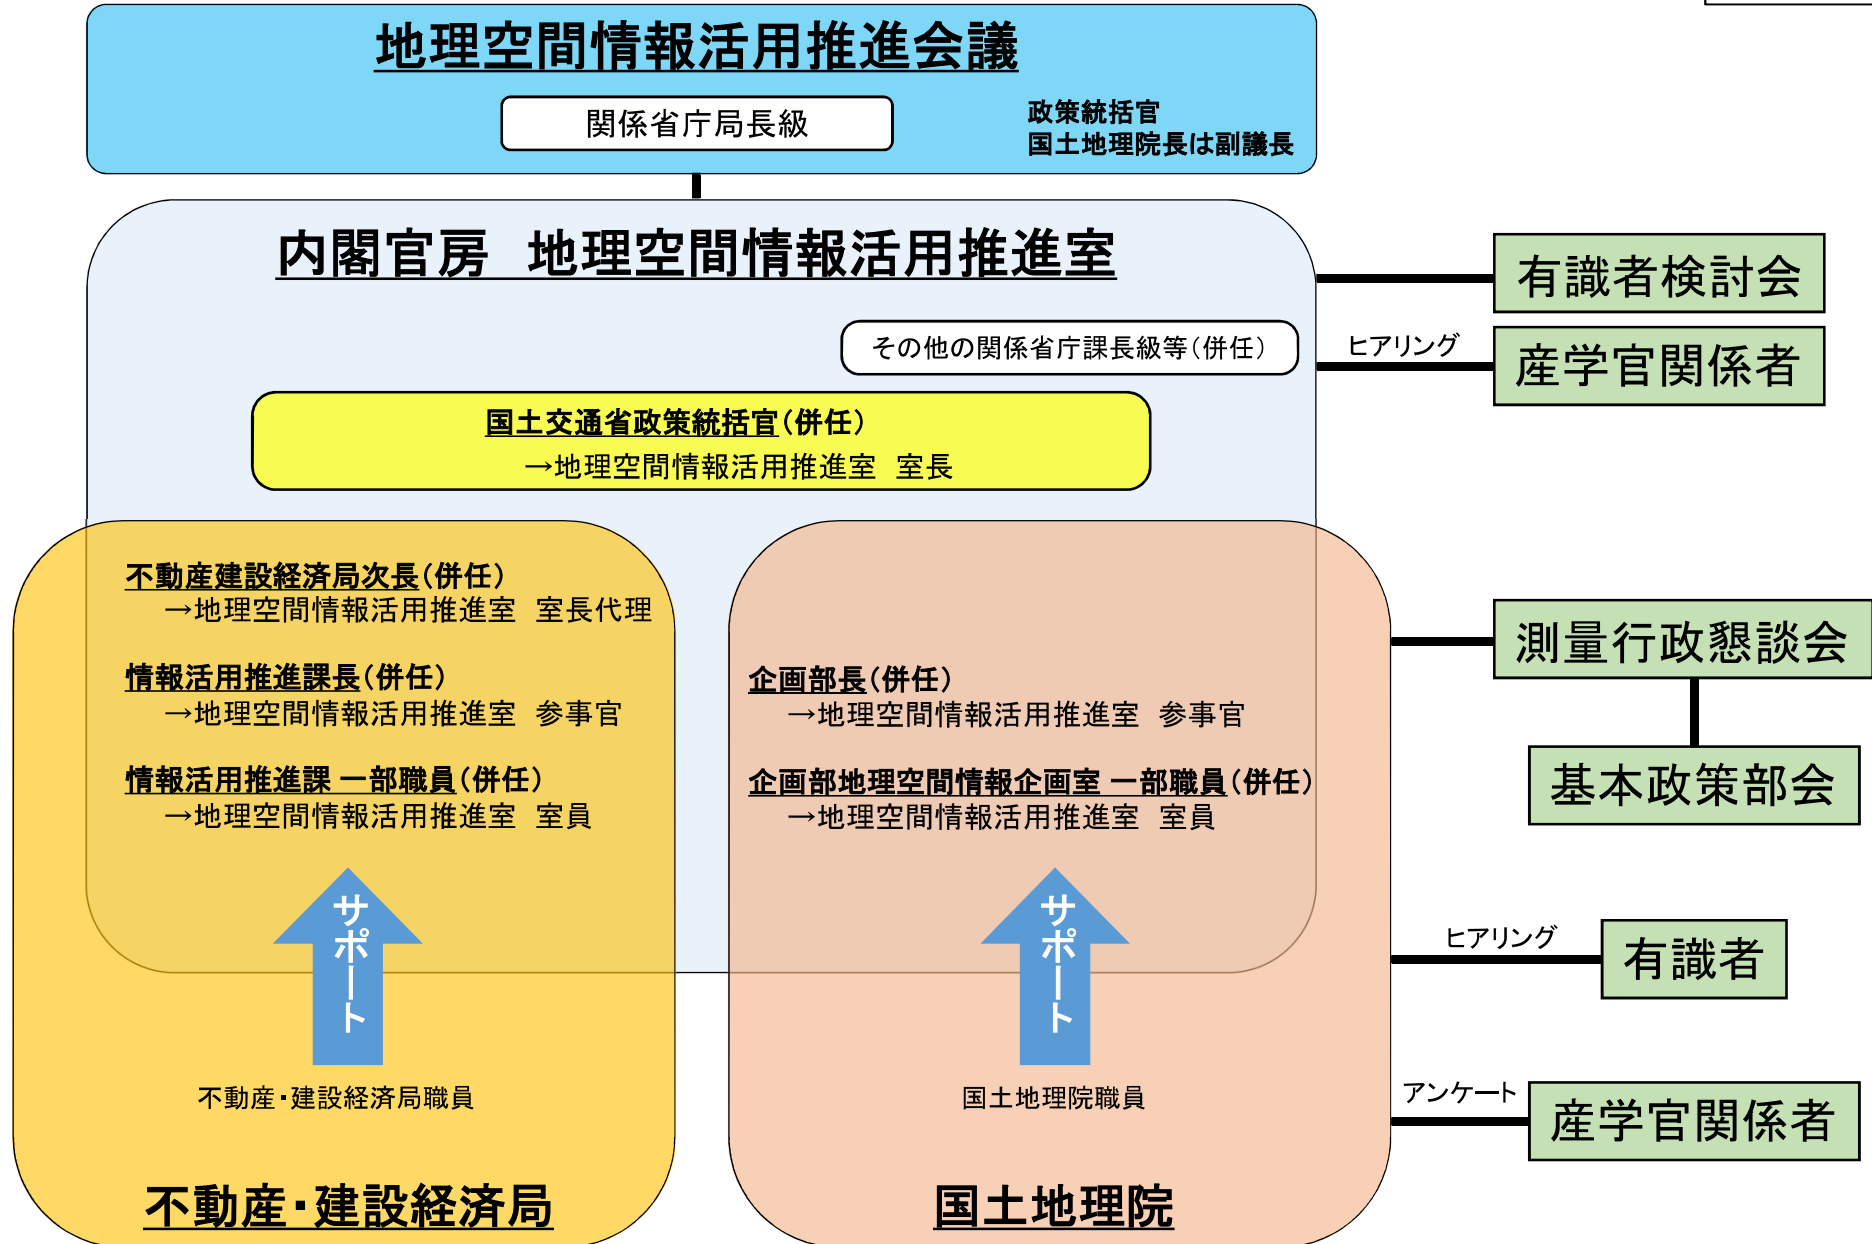 地理空間情報活用推進会議
関係省庁局長級
政策統括官
国土地理院長は副議長
内閣官房　地理空間情報活用推進室
その他の関係省庁課長級等（併任）
国土交通省政策統括官（併任）
→地理空間情報活用推進室　室長
有識者検討会
ヒアリング
産学官関係者
不動産建設経済局次長（併任）
→地理空間情報活用推進室　室長代理
情報活用推進課長（併任）
→地理空間情報活用推進室　参事官
情報活用推進課 一部職員（併任）
→地理空間情報活用推進室　室員
サポート
不動産・建設経済局職員
不動産・建設経済局
企画部長（併任）
→地理空間情報活用推進室　参事官
企画部地理空間情報企画室 一部職員（併任）
→地理空間情報活用推進室　室員
サポート
国土地理院職員
国土地理院
測量行政懇談会
基本政策部会
ヒアリング
有識者
アンケート
産学官関係者